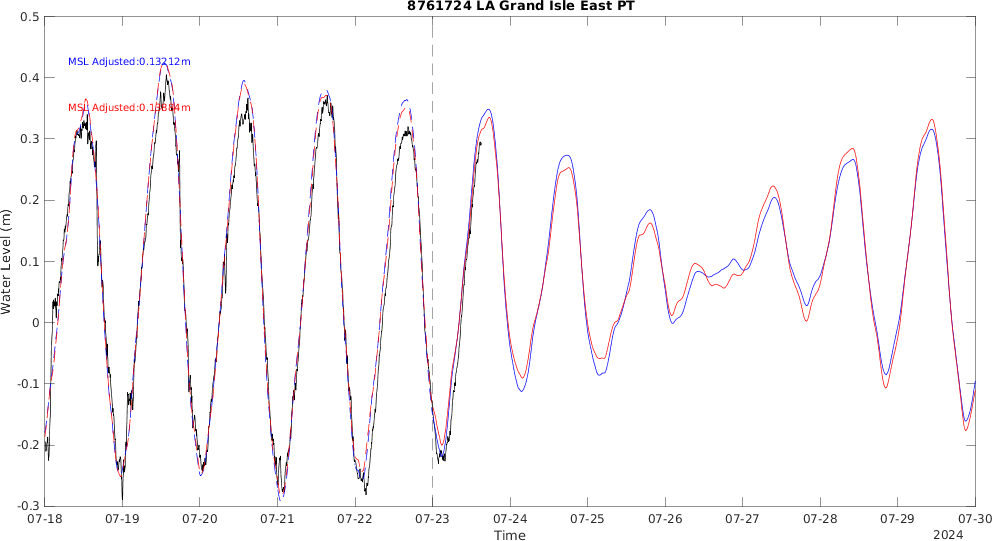 8761724 LA Grand Isle East PT
0.5
MSL Adjusted:0.13212m
0.4
MSL Adjusted:0.13884m
0.3
0.2
0.1
0
-0.1
-0.2
-0.3
Water Level (m)
07-18 07-19 07-20 07-21 07-22 07-23 07-24 07-25 07-26 07-27 07-28 07-29 07-30
Time
2024